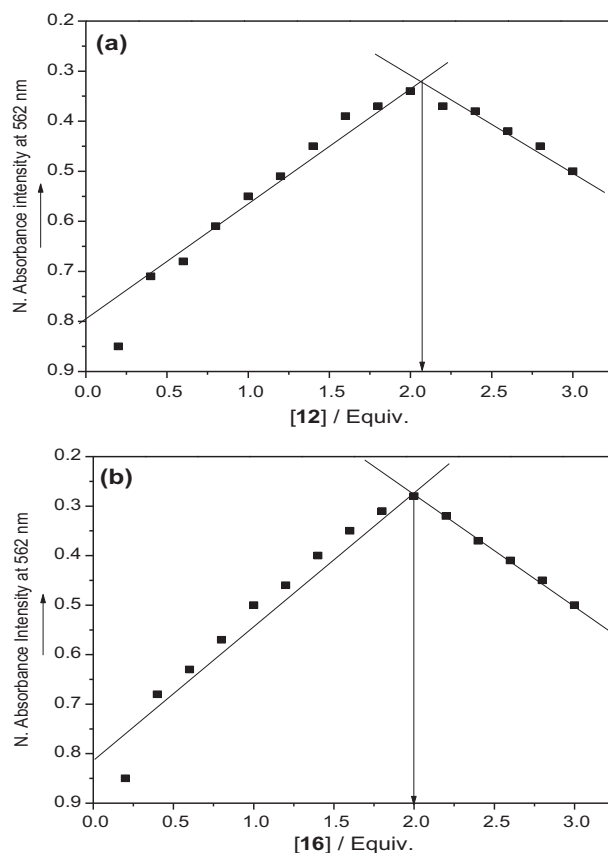 (a)
N. Absorbance intensity at 562 nm
0.2
0.3
0.4
0.5
0.6
0.7
0.8
0.9
0.0 0.5 1.0 1.5 2.0 2.5 3.0
[12] / Equiv.
(b)
N. Absorbance Intensity at 562 nm
0.2
0.3
0.4
0.5
0.6
0.7
0.8
0.9
0.0 0.5 1.0 1.5 2.0 2.5 3.0
[16] / Equiv.